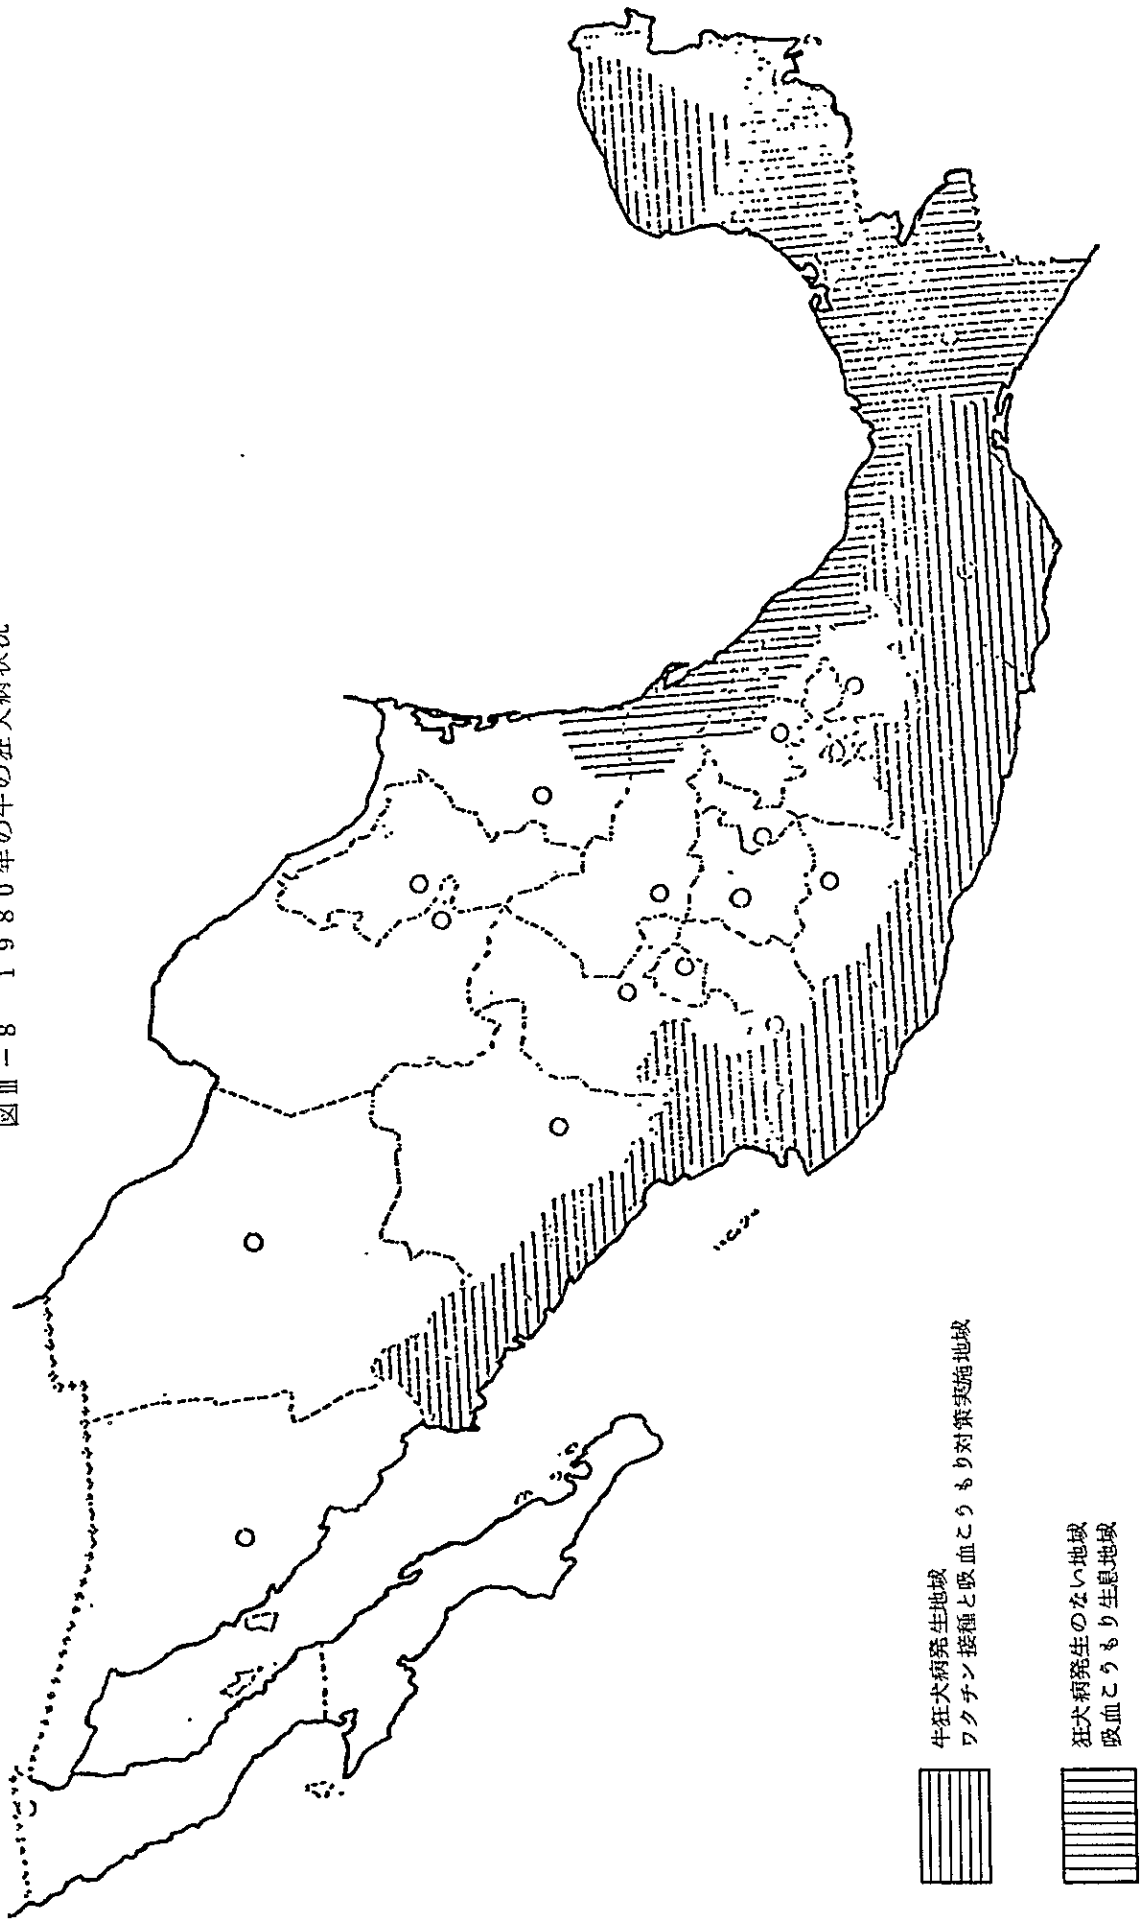 図Ⅲ－8 1980年の牛の狂犬病状況
牛狂犬病発生地域
ワクチン接種と吸血こうもり対策実施地域
狂犬病発生のない地域
吸血こうもり生息地域